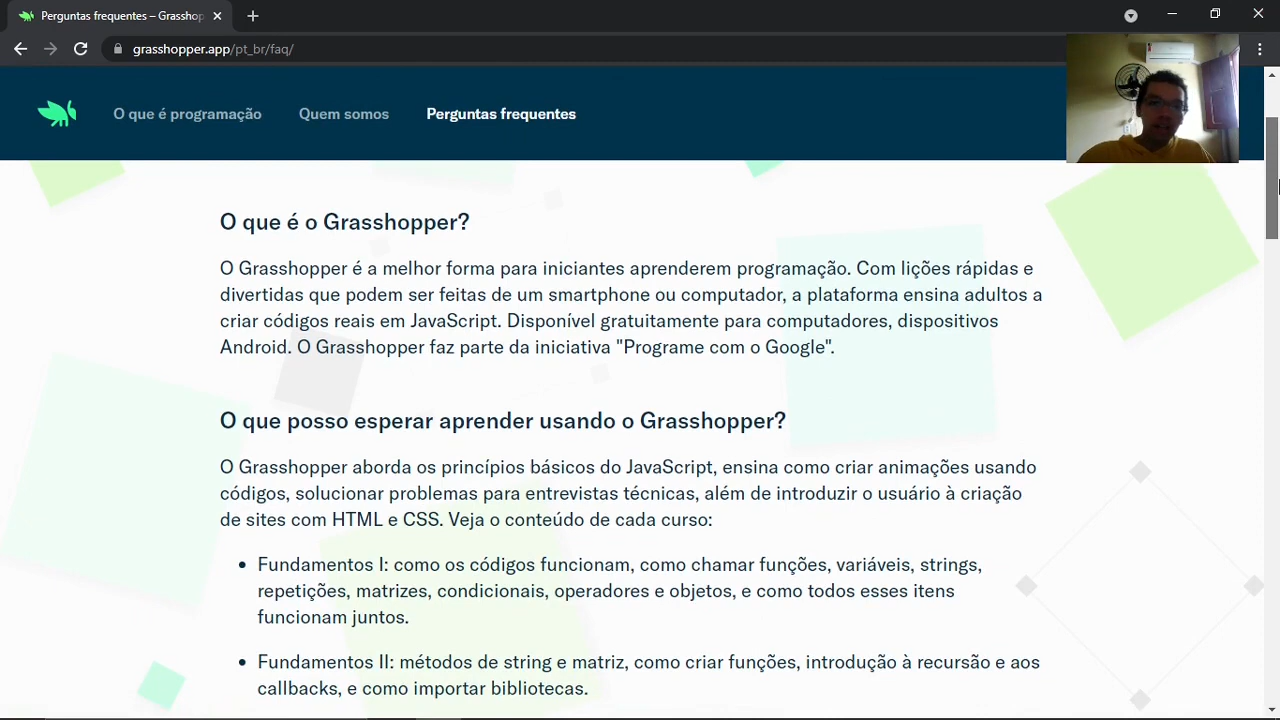 Perguntas frequentes – Grasshop
grasshopper.app/pt_br/faq/
O que é programação
Quem somos
Perguntas frequentes
O que é o Grasshopper?
O Grasshopper é a melhor forma para iniciantes aprenderem programação. Com lições rápidas e
divertidas que podem ser feitas de um smartphone ou computador, a plataforma ensina adultos a
criar códigos reais em JavaScript. Disponível gratuitamente para computadores, dispositivos
Android. O Grasshopper faz parte da iniciativa "Programe com o Google".
O que posso esperar aprender usando o Grasshopper?
O Grasshopper aborda os princípios básicos do JavaScript, ensina como criar animações usando
códigos, solucionar problemas para entrevistas técnicas, além de introduzir o usuário à criação
de sites com HTML e CSS. Veja o conteúdo de cada curso:
• Fundamentos I: como os códigos funcionam, como chamar funções, variáveis, strings,
repetições, matrizes, condicionais, operadores e objetos, e como todos esses itens
funcionam juntos.
• Fundamentos II: métodos de string e matriz, como criar funções, introdução à recursão e aos
callbacks, e como importar bibliotecas.